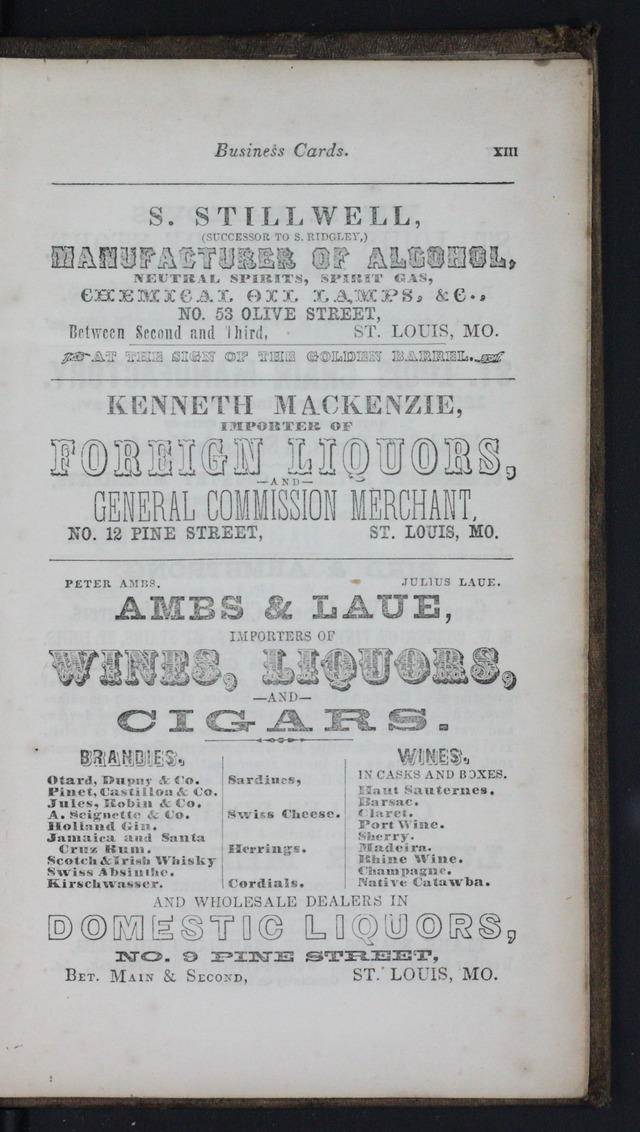 Business Cards. XIII
S. STILLWELL,
(SUCCESSOR TO S. RIDGLEY,)
MANUFACTURER OF ALCOHOL,
NEUTRAL SPIRITS, SPIRIT GAS,
CHEMICAL OIL LAMPS, &C.,
NO. 53 OLIVE STREET,
Between Second and Third, ST. LOUIS, MO.
AT THE SIGN OF THE GOLDEN BARREL.
KENNETH MACKENZIE,
IMPORTER OF
FOREIGN LIQUORS,
—AND—
GENERAL COMMISSION MERCHANT,
NO. 12 PINE STREET, ST. LOUIS, MO.
PETER AMBS. JULIUS LAUE.
AMBS & LAUE,
IMPORTERS OF
WINES, LIQUORS,
—AND—
CIGARS.
BRANDIES.
Otard, Dupuy & Co.
Pinet, Castillon & Co.
Jules, Robin & Co.
A. Seignette & Co.
Holland Gin.
Jamaica and Santa
Cruz Rum.
Scotch & Irish Whisky
Swiss Absinthe.
Kirschwasser.
Sardines,
Swiss Cheese.
Herrings.
Cordials.
WINES.
IN CASKS AND BOXES.
Haut Sauternes.
Barsac.
Claret.
Port Wine.
Sherry.
Madeira.
Rhine Wine.
Champagne.
Native Catawba.
AND WHOLESALE DEALERS IN
DOMESTIC LIQUORS,
NO. 9 PINE STREET,
BET. MAIN & SECOND, ST. LOUIS, MO.